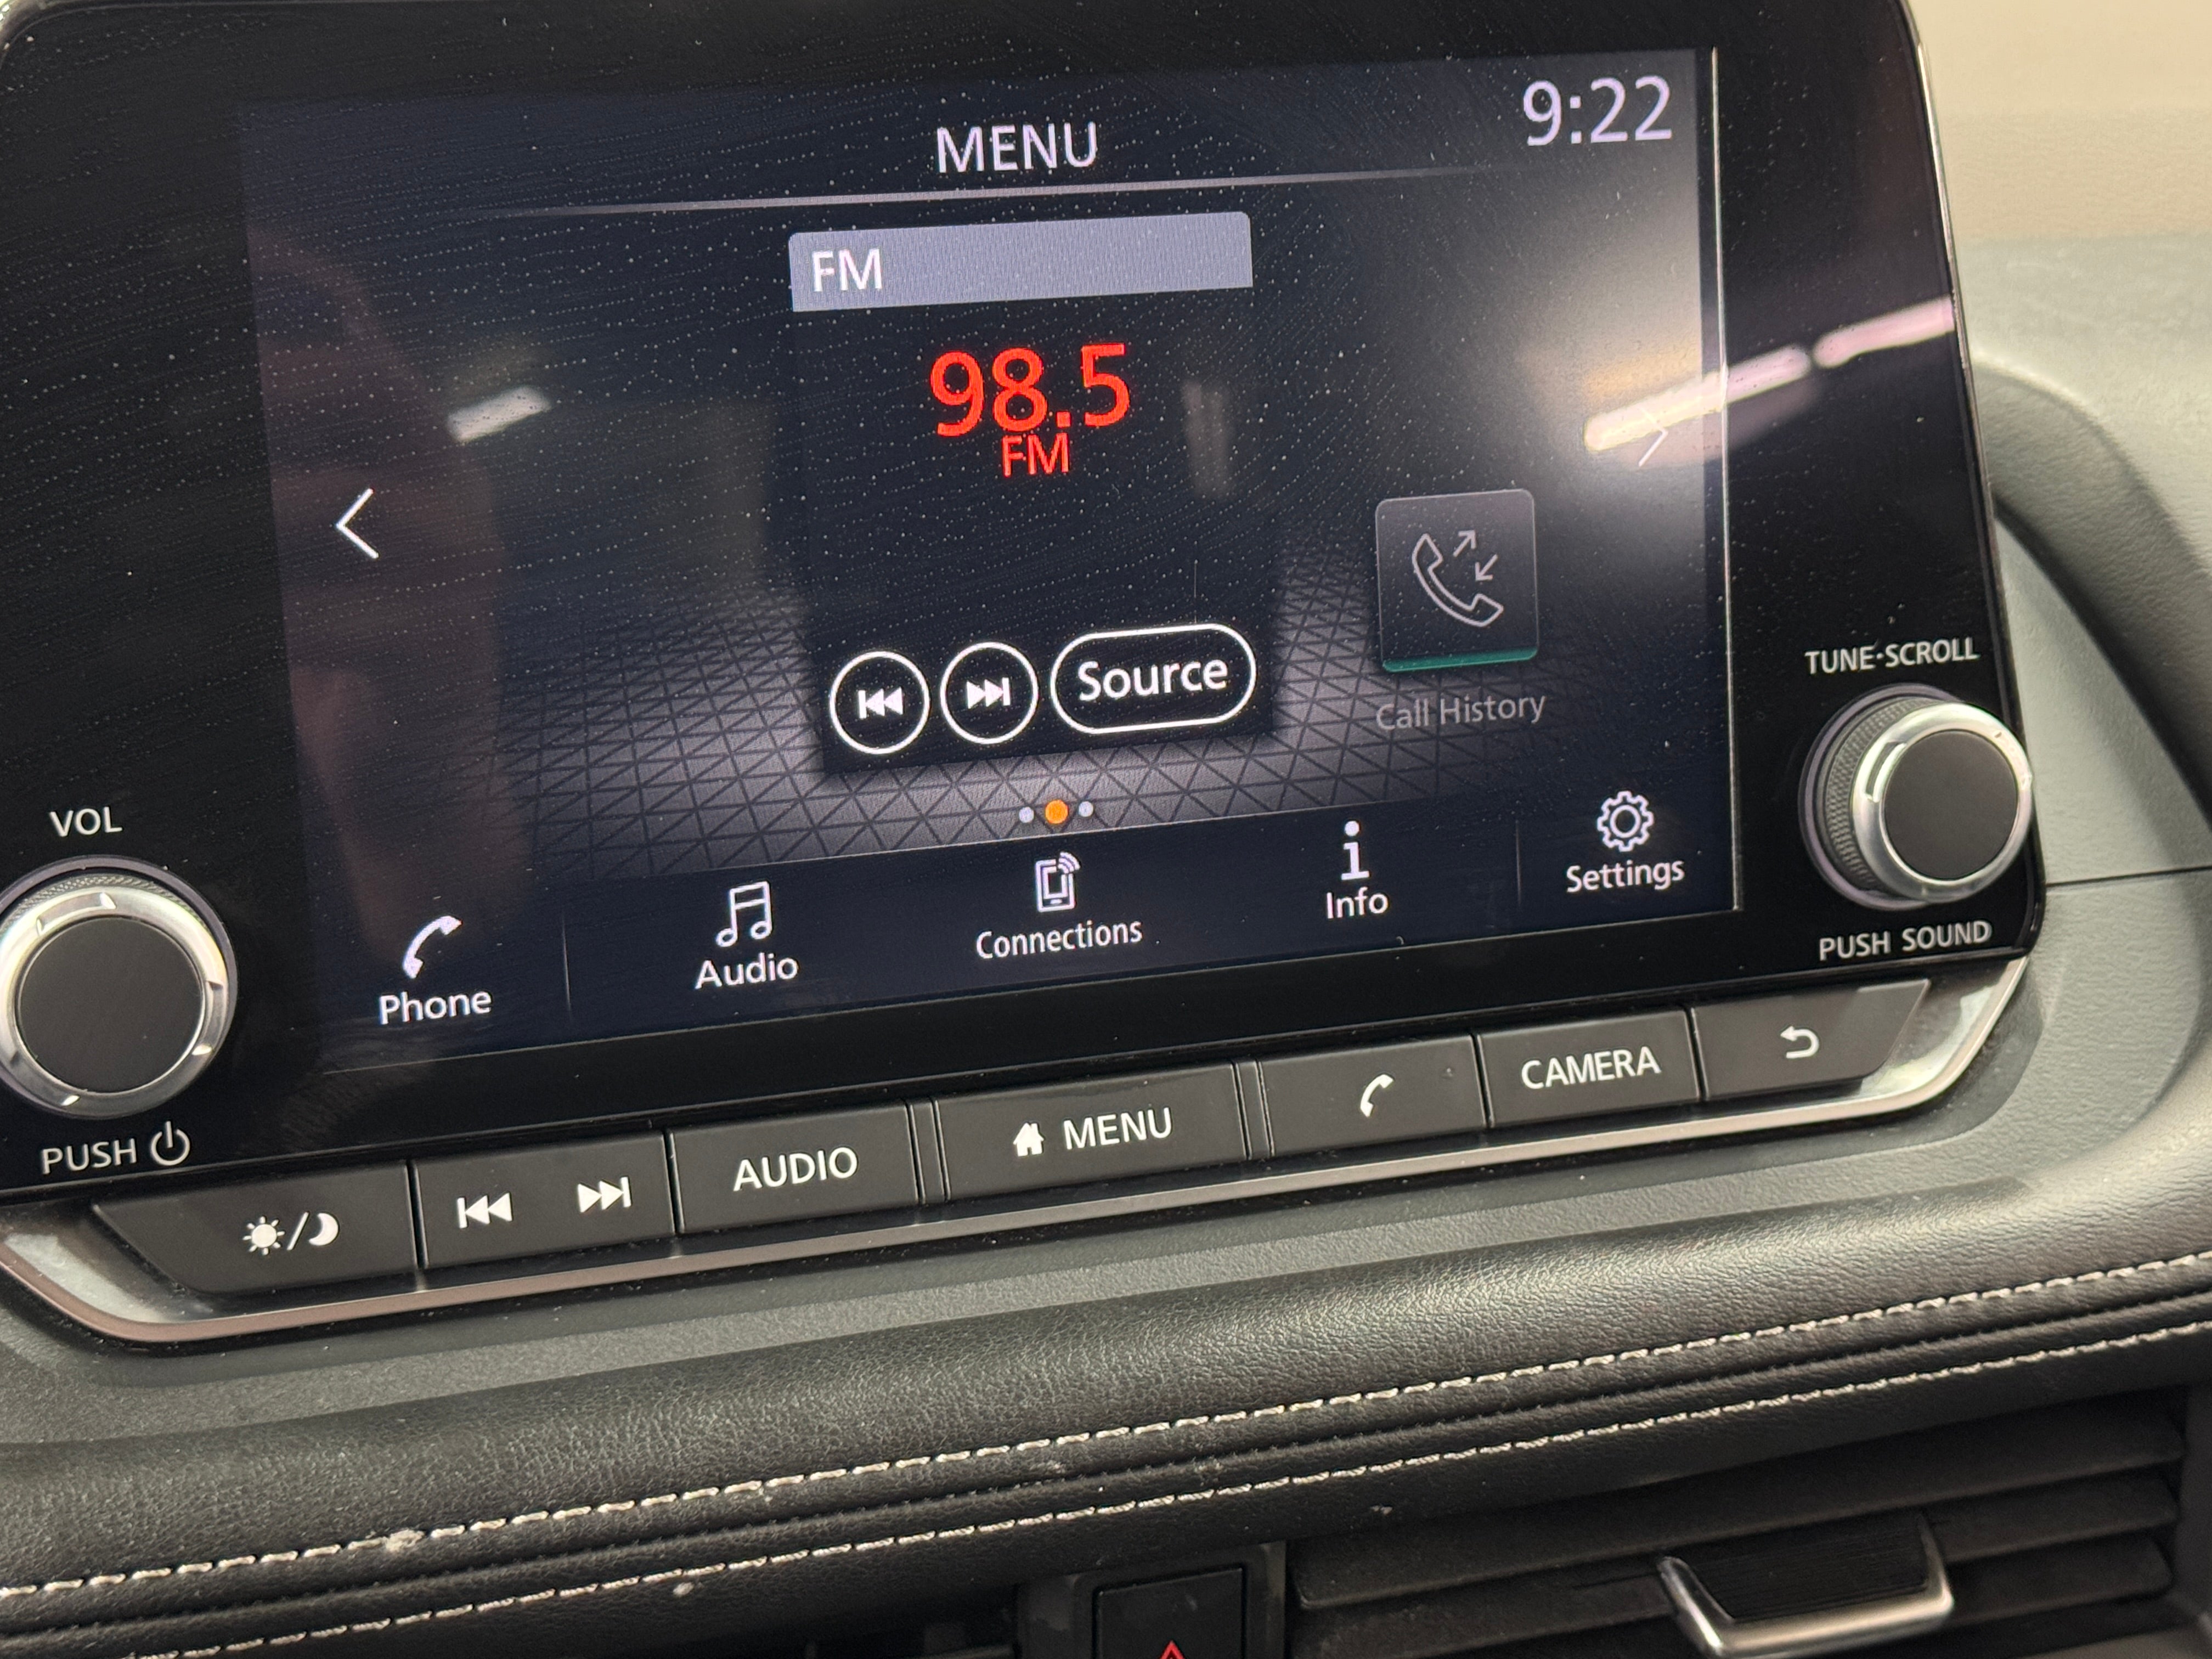 MENU
9:22
FM
98.5
FM
Source
Call History
Phone
Audio
Connections
Info
Settings
VOL
PUSH
TUNE·SCROLL
PUSH SOUND
AUDIO
MENU
CAMERA